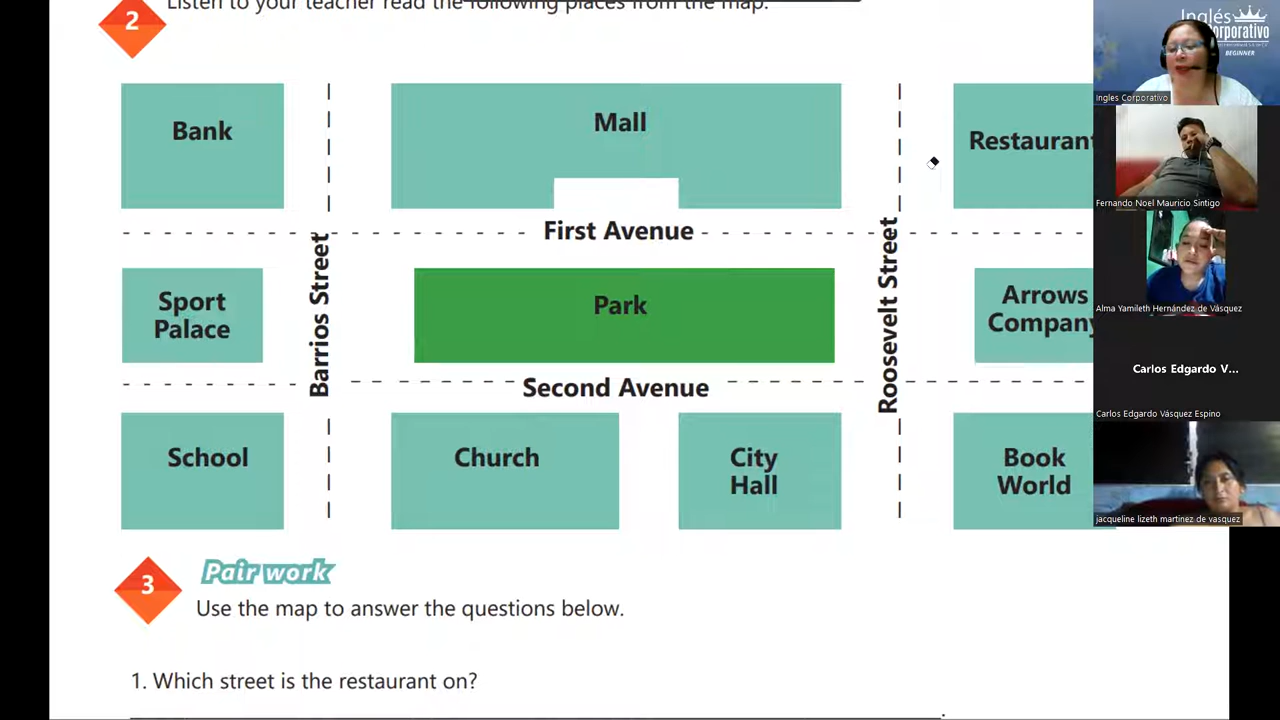 2
Listen to your teacher read the following places from the map.
Bank
Mall
Restaurant
First Avenue
Barrios Street
Roosevelt Street
Sport
Palace
Park
Arrows
Company
Second Avenue
School
Church
City
Hall
Book
World
3
Pair work
Use the map to answer the questions below.
1. Which street is the restaurant on?
Inglés
Corporativo
BEGINNER
Ingles Corporativo
Fernando Noel Mauricio Sintigo
Alma Yamileth Hernández de Vásquez
Carlos Edgardo V...
Carlos Edgardo Vásquez Espino
jacqueline lizeth martinez de vasquez